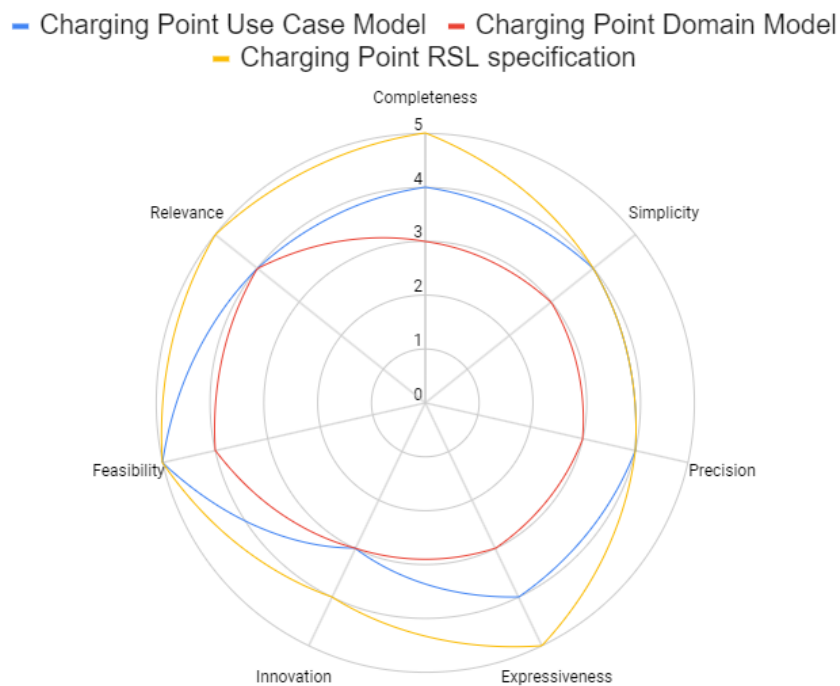 Charging Point Use Case Model Charging Point Domain Model
Charging Point RSL specification
Completeness
5
4
Relevance
Simplicity
3
2
1
0
Feasibility
Precision
Innovation
Expressiveness